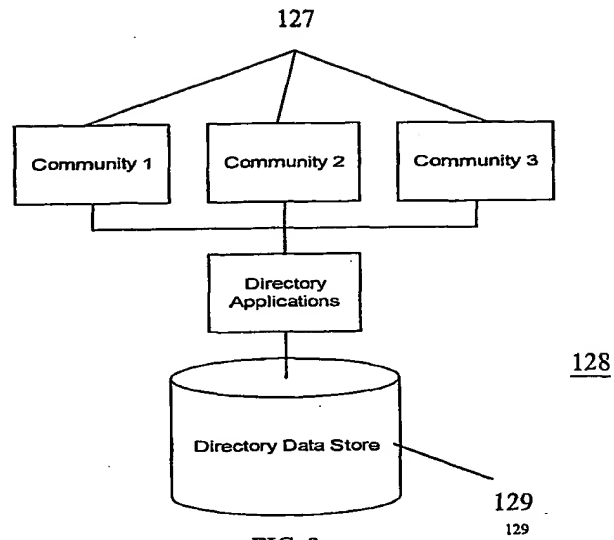 127
Community 1
Community 2
Community 3
Directory
Applications
128
Directory Data Store
129
129